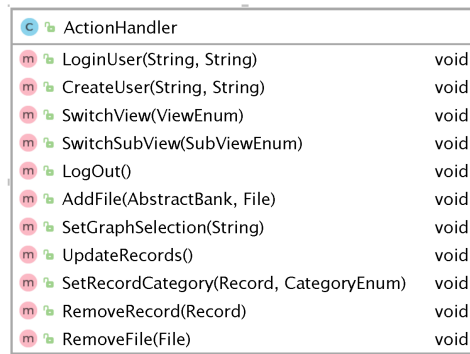 C ActionHandler
m LoginUser(String, String) void
m CreateUser(String, String) void
m SwitchView(ViewEnum) void
m SwitchSubView(SubViewEnum) void
m LogOut() void
m AddFile(AbstractBank, File) void
m SetGraphSelection(String) void
m UpdateRecords() void
m SetRecordCategory(Record, CategoryEnum) void
m RemoveRecord(Record) void
m RemoveFile(File) void